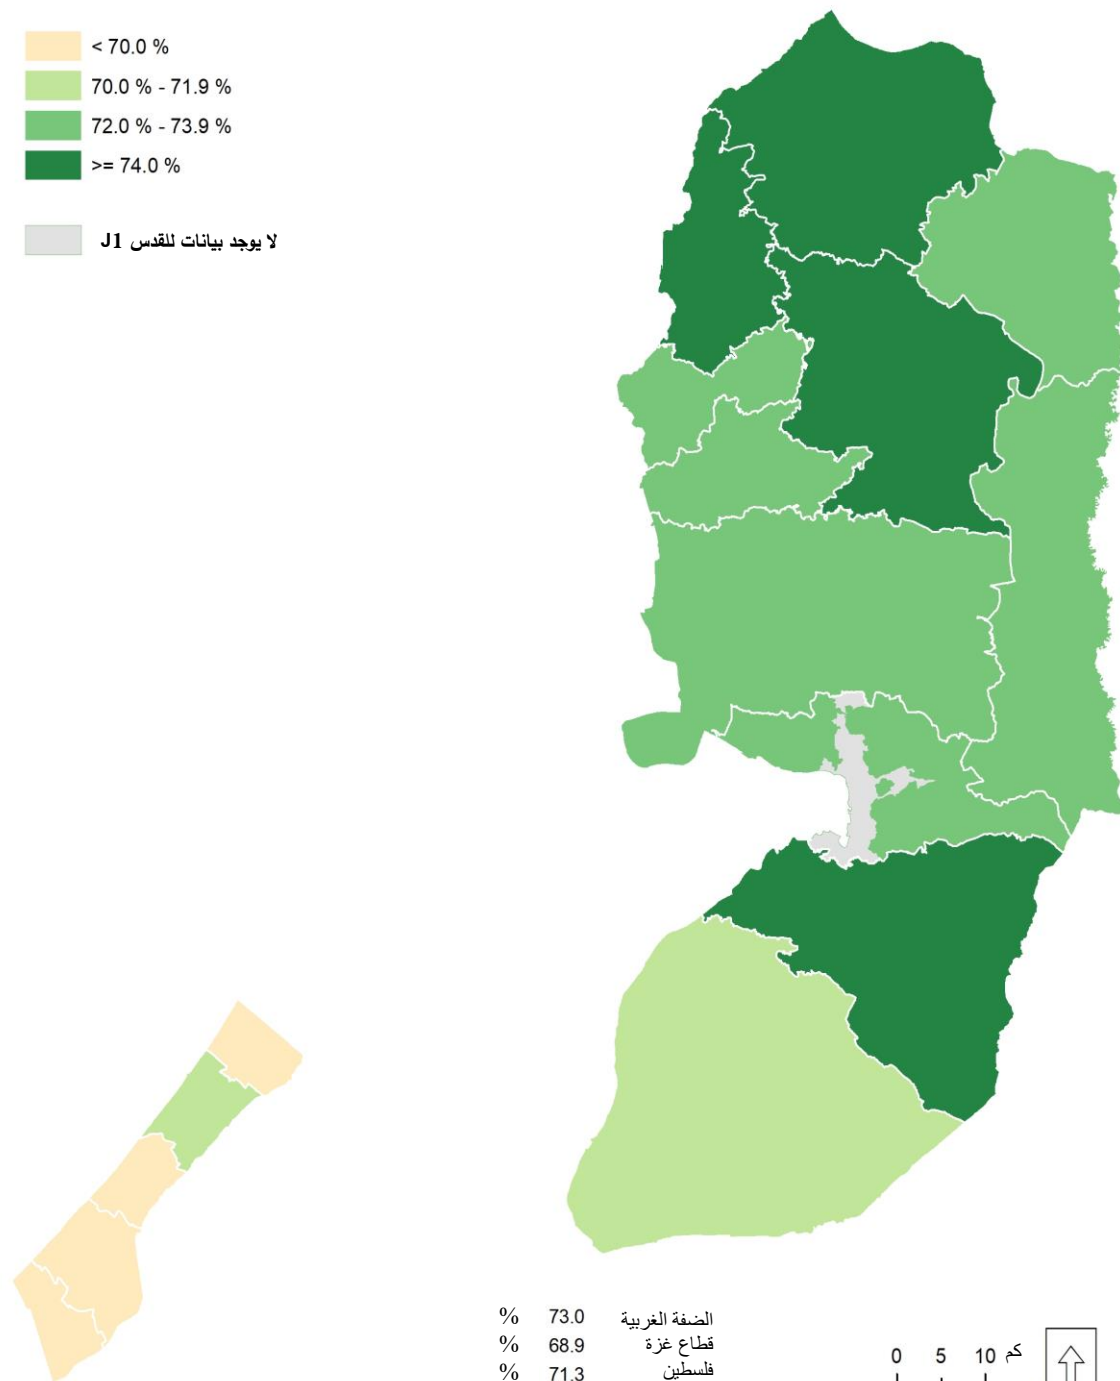 < 70.0 %
70.0 % - 71.9 %
72.0 % - 73.9 %
>= 74.0 %
لا يوجد بيانات للقدس J1
الضفة الغربية 73.0 %
قطاع غزة 68.9 %
فلسطين 71.3 %
0 5 10 كم